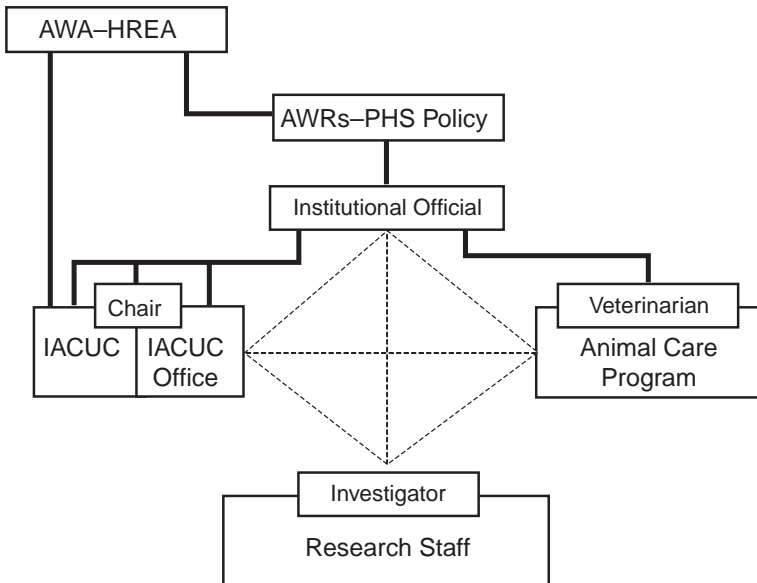 AWA–HREA
AWRs–PHS Policy
Institutional Official
Chair
IACUC
IACUC
Office
Veterinarian
Animal Care
Program
Investigator
Research Staff